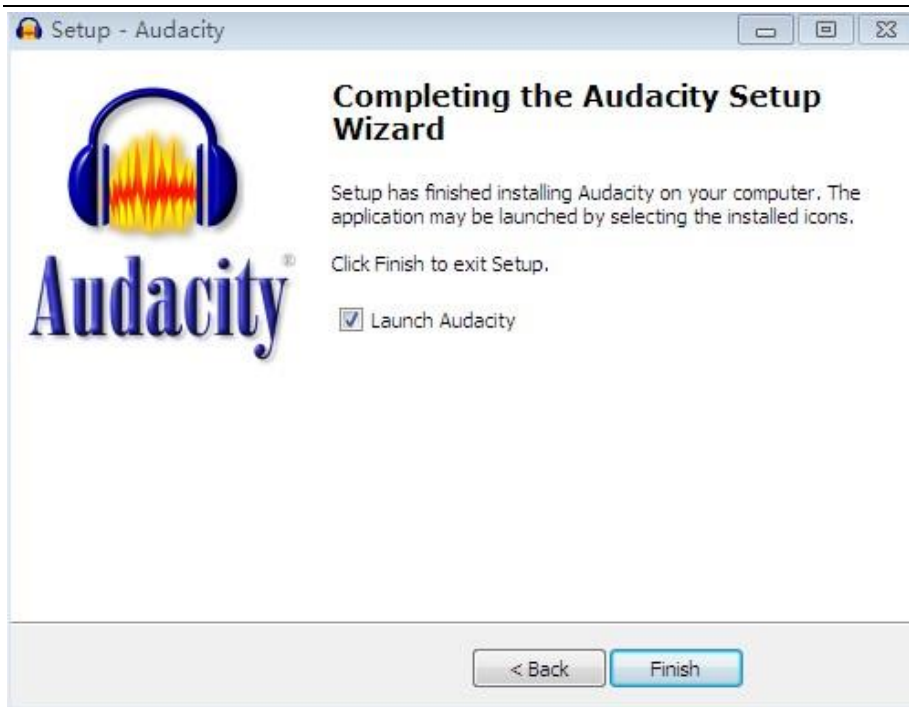 Setup - Audacity
Completing the Audacity Setup
Wizard
Setup has finished installing Audacity on your computer. The
application may be launched by selecting the installed icons.
Click Finish to exit Setup.
Launch Audacity
Audacity®
< Back
Finish